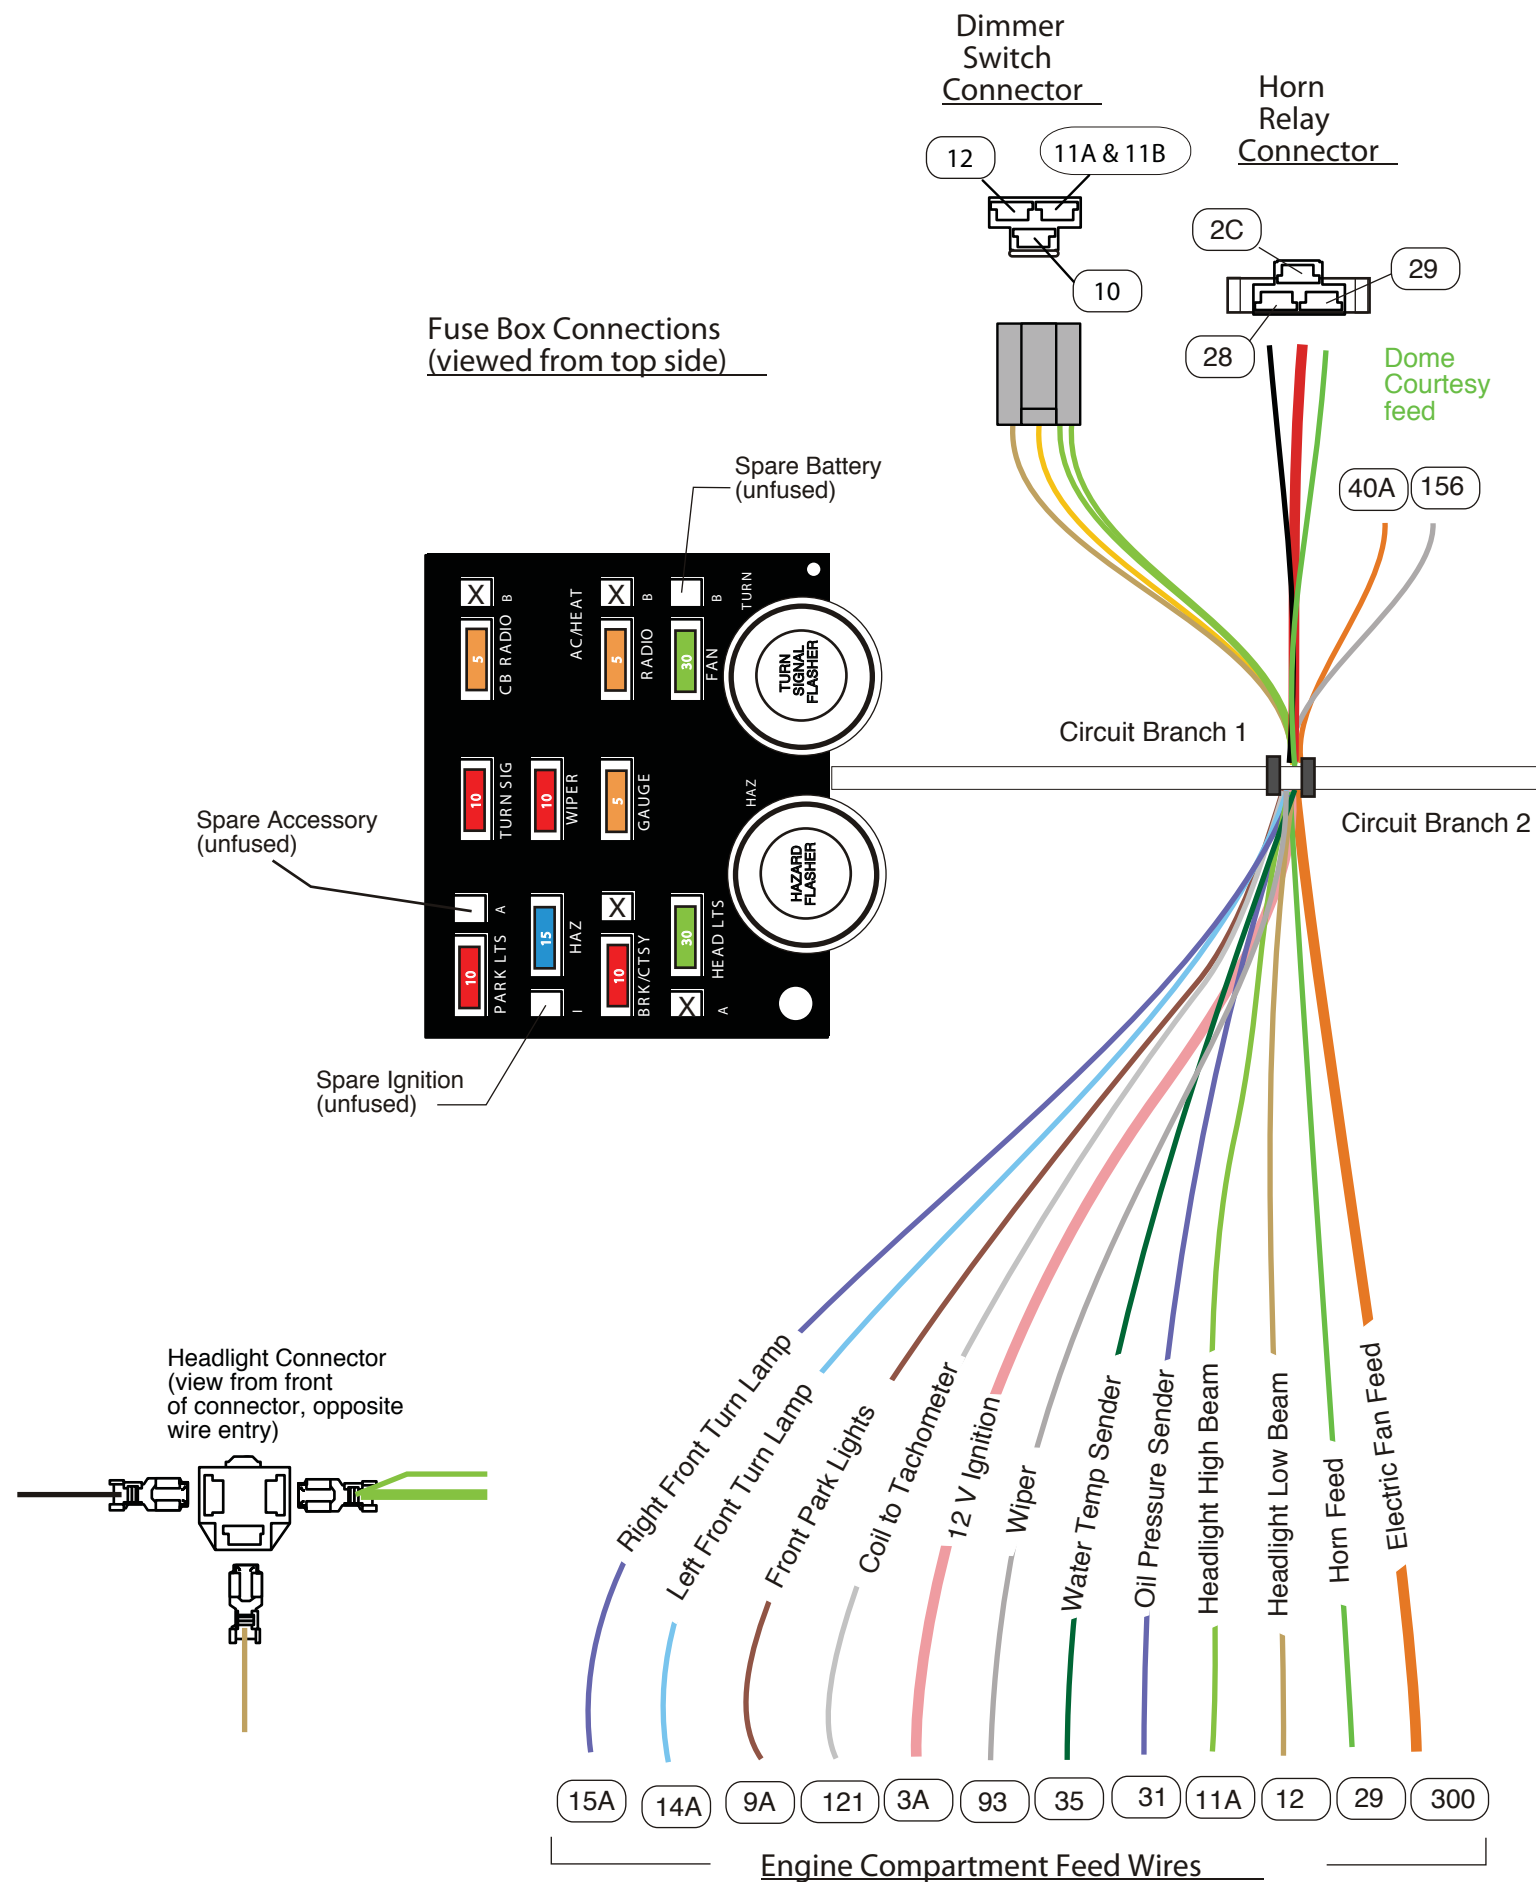 Dimmer
Switch
Connector
Horn
Relay
Connector
12
11A & 11B
10
2C
29
28
Dome
Courtesy
feed
40A
156
Fuse Box Connections
(viewed from top side)
Spare Battery
(unfused)
X
B
5
CB RADIO
AC/HEAT
X
B
5
RADIO
B
30
FAN
TURN
TURN
SIGNAL
FLASHER
10
TURN SIG
10
WIPER
5
GAUGE
HAZ
HAZARD
FLASHER
Spare Accessory
(unfused)
A
10
PARK LTS
15
HAZ
I
X
10
BRK/CTSY
30
HEAD LTS
X
A
Spare Ignition
(unfused)
Circuit Branch 1
Circuit Branch 2
Headlight Connector
(view from front
of connector, opposite
wire entry)
Right Front Turn Lamp
Left Front Turn Lamp
Front Park Lights
Coil to Tachometer
12 V Ignition
Wiper
Water Temp Sender
Oil Pressure Sender
Headlight High Beam
Headlight Low Beam
Horn Feed
Electric Fan Feed
15A
14A
9A
121
3A
93
35
31
11A
12
29
300
Engine Compartment Feed Wires